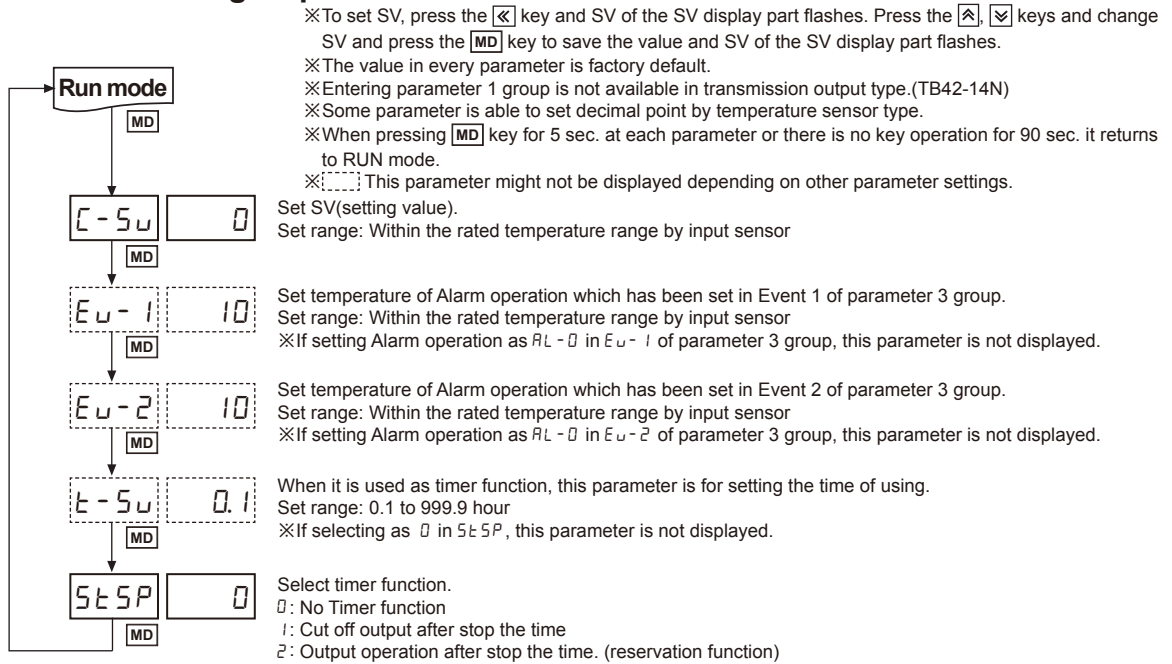 ※To set SV, press the ≪ key and SV of the SV display part flashes. Press the ︽, ︾ keys and change
SV and press the MD key to save the value and SV of the SV display part flashes.
※The value in every parameter is factory default.
※Entering parameter 1 group is not available in transmission output type.(TB42-14N)
※Some parameter is able to set decimal point by temperature sensor type.
※When pressing MD key for 5 sec. at each parameter or there is no key operation for 90 sec. it returns
to RUN mode.
※ This parameter might not be displayed depending on other parameter settings.
Run mode
MD
C-Su 0
Set SV(setting value).
Set range: Within the rated temperature range by input sensor
MD
Eu-1 10
Set temperature of Alarm operation which has been set in Event 1 of parameter 3 group.
Set range: Within the rated temperature range by input sensor
※If setting Alarm operation as AL-0 in Eu-1 of parameter 3 group, this parameter is not displayed.
MD
Eu-2 10
Set temperature of Alarm operation which has been set in Event 2 of parameter 3 group.
Set range: Within the rated temperature range by input sensor
※If setting Alarm operation as AL-0 in Eu-2 of parameter 3 group, this parameter is not displayed.
MD
t-Su 0.1
When it is used as timer function, this parameter is for setting the time of using.
Set range: 0.1 to 999.9 hour
※If selecting as 0 in StSP, this parameter is not displayed.
MD
StSP 0
Select timer function.
0: No Timer function
1: Cut off output after stop the time
2: Output operation after stop the time. (reservation function)
MD